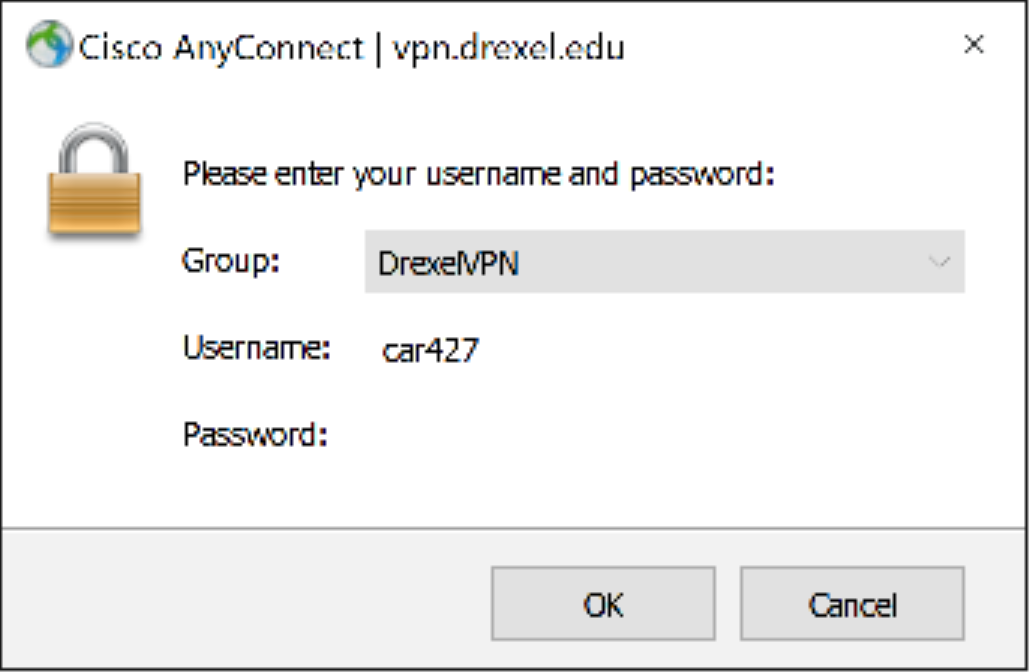 Cisco AnyConnect | vpn.drexel.edu
Please enter your username and password:
Group: DrexelVPN
Username: car427
Password:
OK Cancel